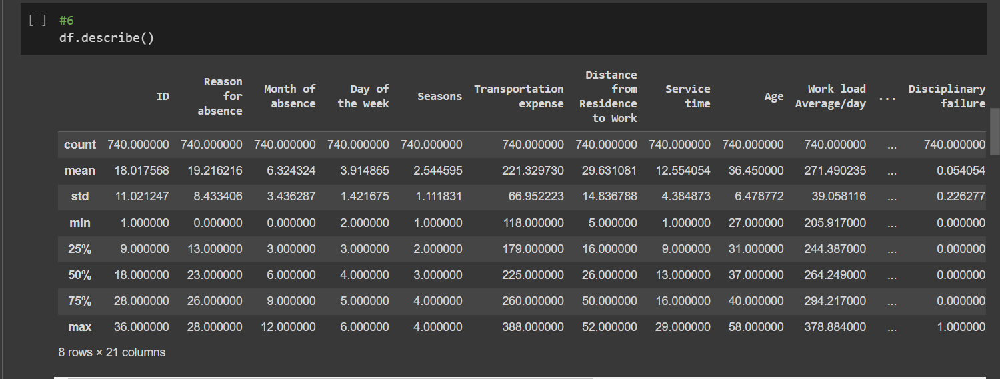 [ ] #6
df.describe()
ID Reason for absence Month of absence Day of the week Seasons Transportation expense Distance from Residence to Work Service time Age Work load Average/day ... Disciplinary failure
count 740.000000 740.000000 740.000000 740.000000 740.000000 740.000000 740.000000 740.000000 740.000000 740.000000 ... 740.000000
mean 18.017568 19.216216 6.324324 3.914865 2.544595 221.329730 29.631081 12.554054 36.450000 271.490235 ... 0.054054
std 11.021247 8.433406 3.436287 1.421675 1.111831 66.952223 14.836788 4.384873 6.478772 39.058116 ... 0.226277
min 1.000000 0.000000 0.000000 2.000000 1.000000 118.000000 5.000000 1.000000 27.000000 205.917000 ... 0.000000
25% 9.000000 13.000000 3.000000 3.000000 2.000000 179.000000 16.000000 9.000000 31.000000 244.387000 ... 0.000000
50% 18.000000 23.000000 6.000000 4.000000 3.000000 225.000000 26.000000 13.000000 37.000000 264.249000 ... 0.000000
75% 28.000000 26.000000 9.000000 5.000000 4.000000 260.000000 50.000000 16.000000 40.000000 294.217000 ... 0.000000
max 36.000000 28.000000 12.000000 6.000000 4.000000 388.000000 52.000000 29.000000 58.000000 378.884000 ... 1.000000
8 rows × 21 columns